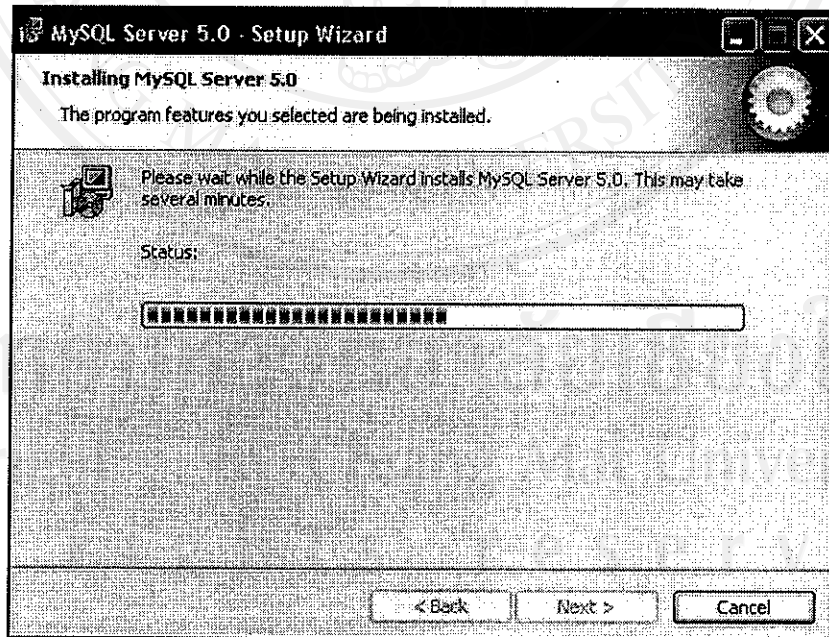 MySQL Server 5.0 - Setup Wizard
Installing MySQL Server 5.0
The program features you selected are being installed.
Please wait while the Setup Wizard installs MySQL Server 5.0. This may take
several minutes.
Status:
< Back
Next >
Cancel